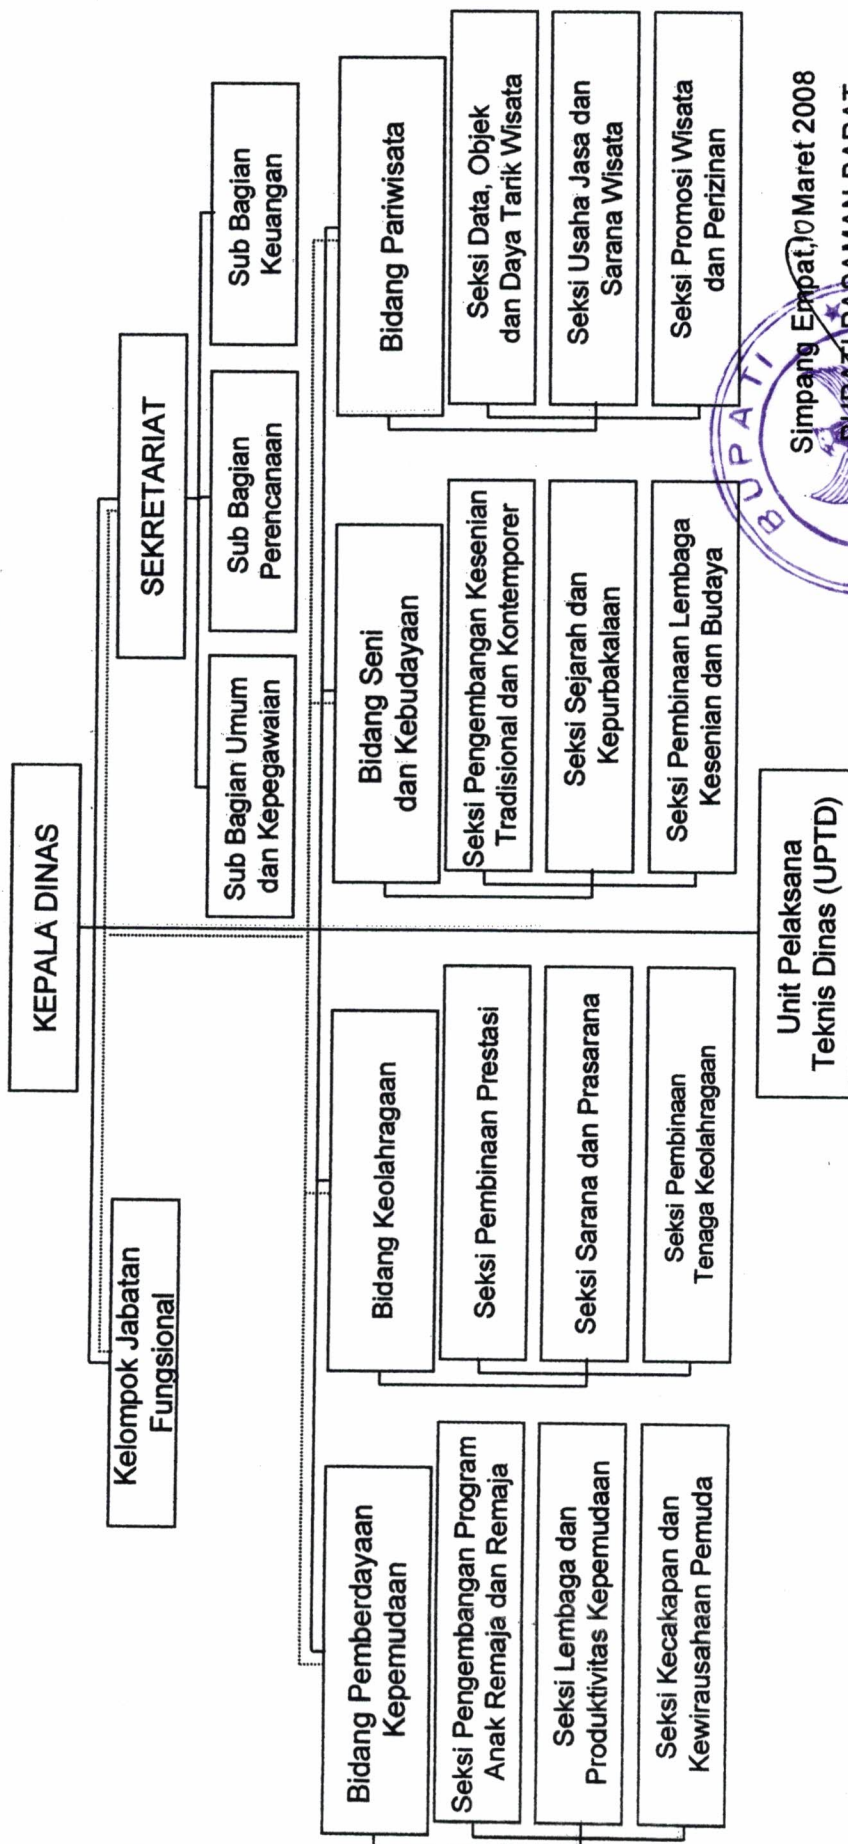 KEPALA DINAS
Kelompok Jabatan
Fungsional
SEKRETARIAT
Sub Bagian Umum
dan Kepegawaian
Sub Bagian
Perencanaan
Sub Bagian
Keuangan
Bidang Pemberdayaan
Kepemudaan
Bidang Keolahragaan
Bidang Seni
dan Kebudayaan
Bidang Pariwisata
Seksi Pengembangan Program
Anak Remaja dan Remaja
Seksi Pembinaan Prestasi
Seksi Pengembangan Kesenian
Tradisional dan Kontemporer
Seksi Data, Objek
dan Daya Tarik Wisata
Seksi Lembaga dan
Produktivitas Kepemudaan
Seksi Sarana dan Prasarana
Seksi Sejarah dan
Kepurbakalaan
Seksi Usaha Jasa dan
Sarana Wisata
Seksi Kecakapan dan
Kewirausahaan Pemuda
Seksi Pembinaan
Tenaga Keolahragaan
Seksi Pembinaan Lembaga
Kesenian dan Budaya
Seksi Promosi Wisata
dan Perizinan
Unit Pelaksana
Teknis Dinas (UPTD)
Simpang Empat, 10 Maret 2008
BUPATI PASAMAN BARAT
BUPATI